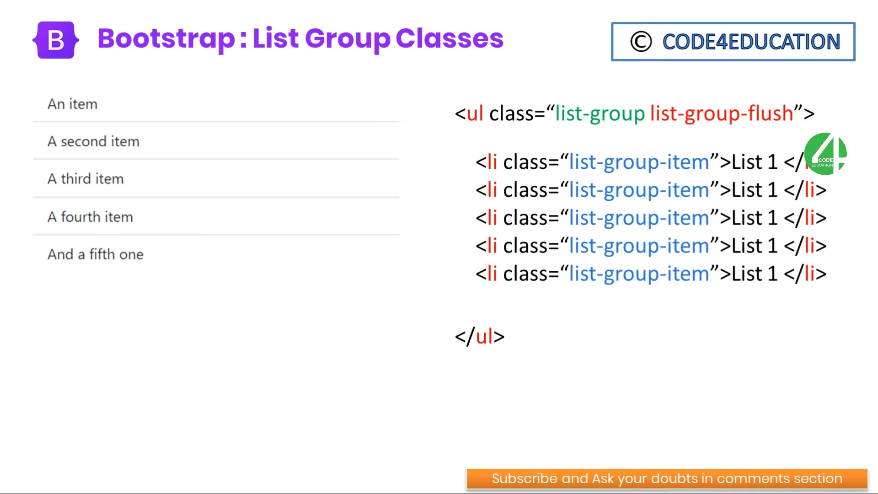 B Bootstrap : List Group Classes
© CODE4EDUCATION
An item
A second item
A third item
A fourth item
And a fifth one
<ul class=“list-group list-group-flush”>
<li class=“list-group-item”>List 1 </
4
CODE
EDUCATION
<li class=“list-group-item”>List 1 </li>
<li class=“list-group-item”>List 1 </li>
<li class=“list-group-item”>List 1 </li>
<li class=“list-group-item”>List 1 </li>
</ul>
Subscribe and Ask your doubts in comments section